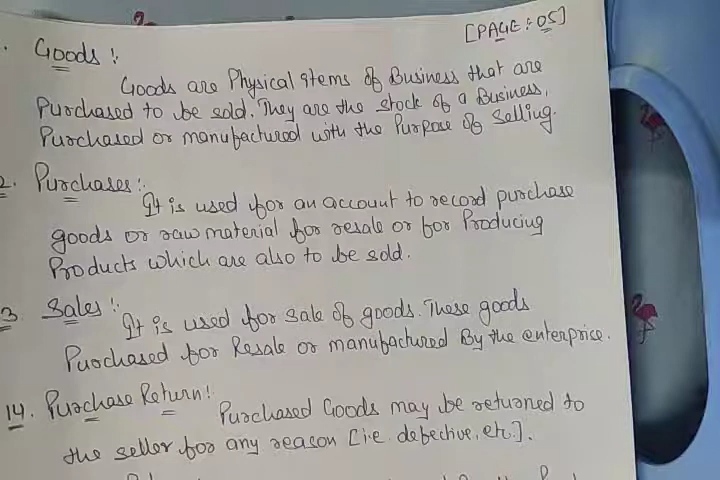 [PAGE: 05]
. Goods :
Goods are Physical items of Business that are
Purchased to be sold. They are the stock of a Business,
Purchased or manufactured with the Purpose of Selling.
2. Purchases:
It is used for an account to record purchase
goods or raw material for resale or for Producing
Products which are also to be sold.
3. Sales :
It is used for sale of goods. These goods
Purchased for Resale or manufactured By the enterprise.
14. Purchase Return:
Purchased Goods may be returned to
the seller for any reason [i.e. defective, etc.].